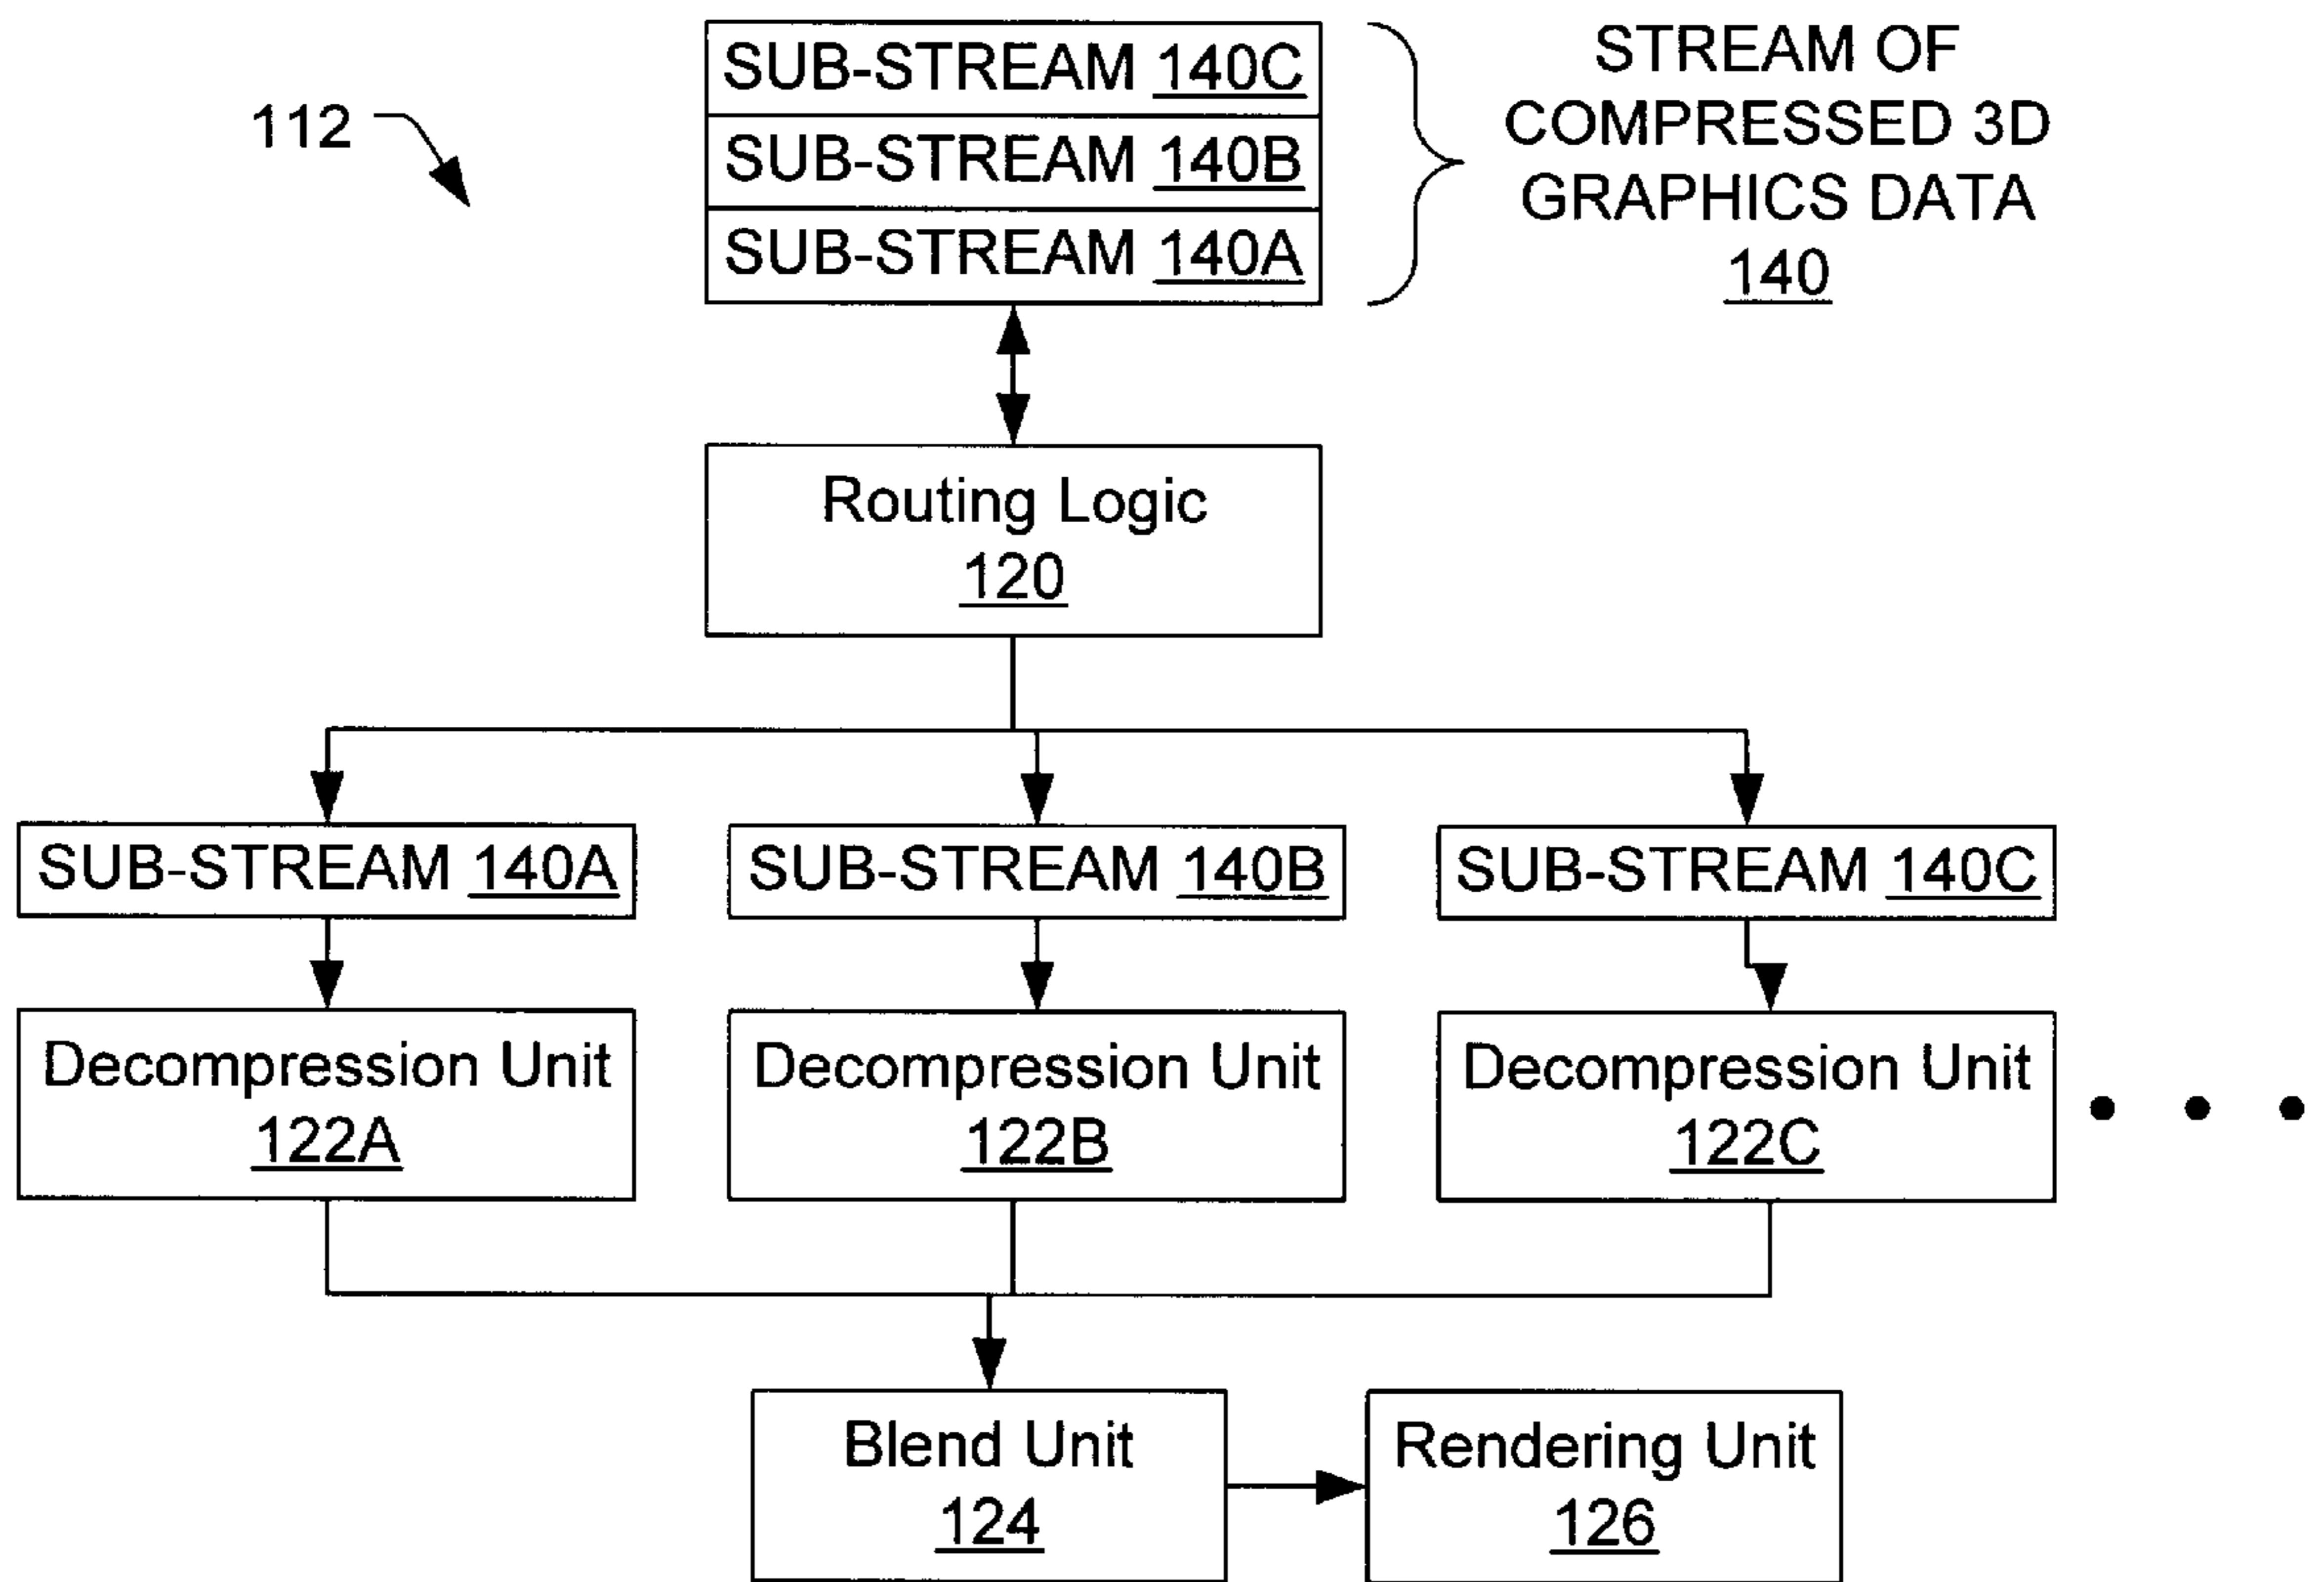 SUB-STREAM 140C
SUB-STREAM 140B
SUB-STREAM 140A
STREAM OF
COMPRESSED 3D
GRAPHICS DATA
140
112
Routing Logic
120
SUB-STREAM 140A
SUB-STREAM 140B
SUB-STREAM 140C
Decompression Unit
122A
Decompression Unit
122B
Decompression Unit
122C
Blend Unit
124
Rendering Unit
126